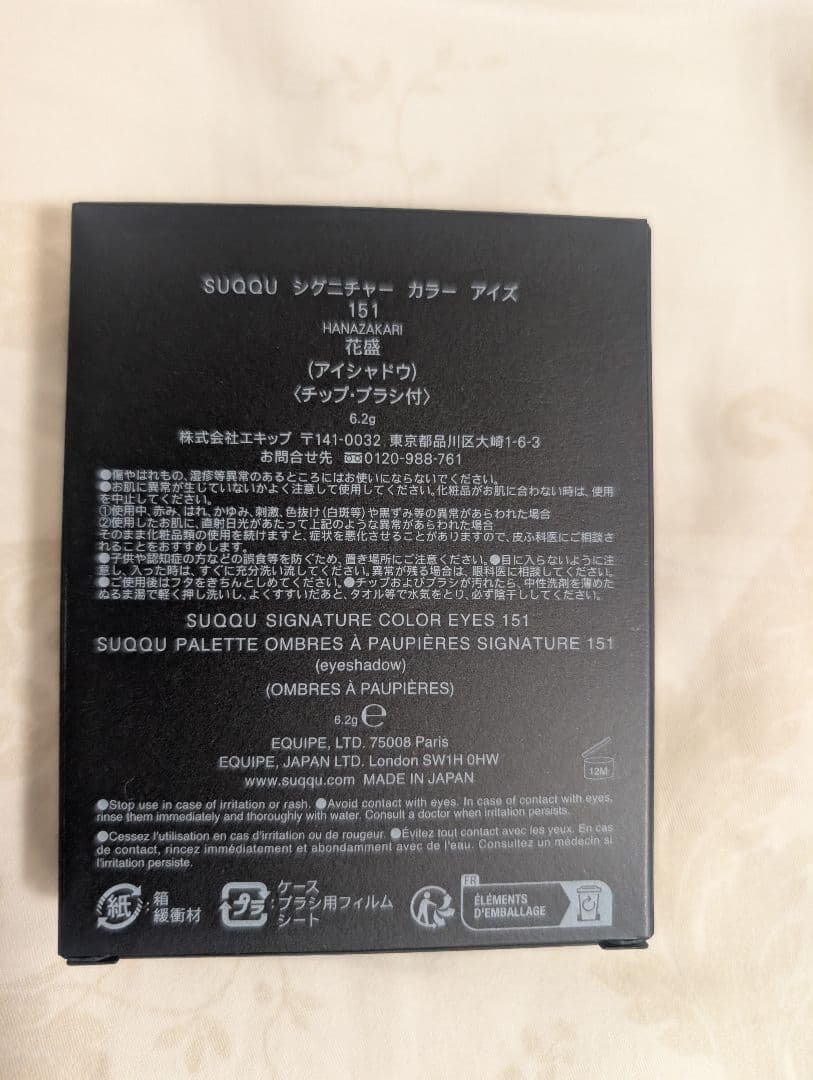 SUQQU シグニチャー カラー アイズ
151
HANAZAKARI
花盛
(アイシャドウ)
〈チップ・ブラシ付〉
6.2g
株式会社エキップ 〒141-0032 東京都品川区大崎1-6-3
お問合せ先 0120-988-761
●傷やはれもの、湿疹等異常のあるところにはお使いにならないでください。
●お肌に異常が生じていないかよく注意して使用してください。化粧品がお肌に合わない時は、使用
を中止してください。
①使用中、赤み、はれ、かゆみ、刺激、色抜け(白斑等)や黒ずみ等の異常があらわれた場合
②使用したお肌に、直射日光があたって上記のような異常があらわれた場合
そのまま化粧品類の使用を続けますと、症状を悪化させることがありますので、皮ふ科医にご相談さ
れることをおすすめします。
●子供や認知症の方などの誤食等を防ぐため、置き場所にご注意ください。●目に入らないように注
意し、入った時は、すぐに充分洗い流してください。異常が残る場合は、眼科医に相談してください。
●ご使用後はフタをきちんとしめてください。●チップおよびブラシが汚れたら、中性洗剤を薄めた
ぬるま湯で軽く押し洗いし、よくすすいだあと、タオル等で水気をとり、必ず陰干ししてください。
SUQQU SIGNATURE COLOR EYES 151
SUQQU PALETTE OMBRES À PAUPIÈRES SIGNATURE 151
(eyeshadow)
(OMBRES À PAUPIÈRES)
6.2g ℮
EQUIPE, LTD. 75008 Paris
EQUIPE, JAPAN LTD. London SW1H 0HW
www.suqqu.com MADE IN JAPAN
12M
●Stop use in case of irritation or rash. ●Avoid contact with eyes. In case of contact with eyes,
rinse them immediately and thoroughly with water. Consult a doctor when irritation persists.
●Cessez l'utilisation en cas d'irritation ou de rougeur. ●Évitez tout contact avec les yeux. En cas
de contact, rincez immédiatement et abondamment avec de l'eau. Consultez un médecin si
l'irritation persiste.
紙:箱
緩衝材
プラ:ケース
ブラシ用フィルム
シート
FR
ÉLÉMENTS
D'EMBALLAGE